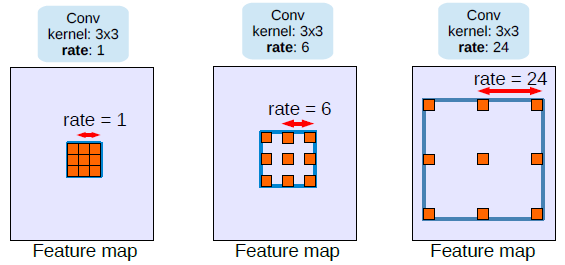 Conv
kernel: 3x3
rate: 1
Conv
kernel: 3x3
rate: 6
Conv
kernel: 3x3
rate: 24
rate = 1
rate = 6
rate = 24
Feature map
Feature map
Feature map